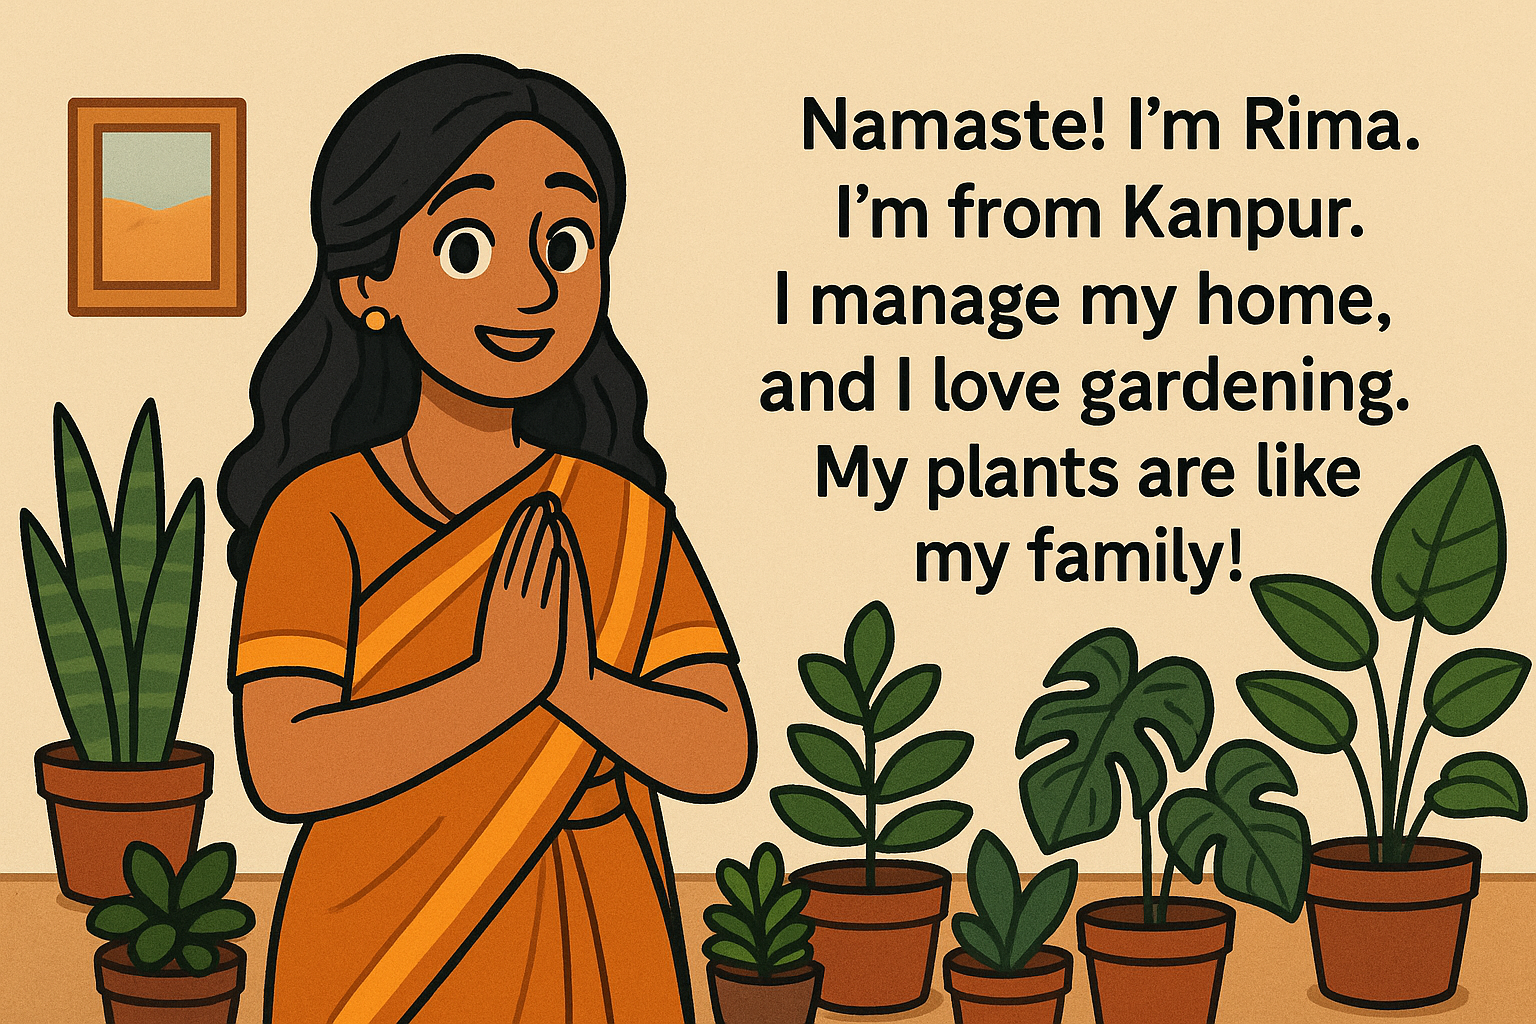 Namaste! I’m Rima.
I’m from Kanpur.
I manage my home,
and I love gardening.
My plants are like
my family!